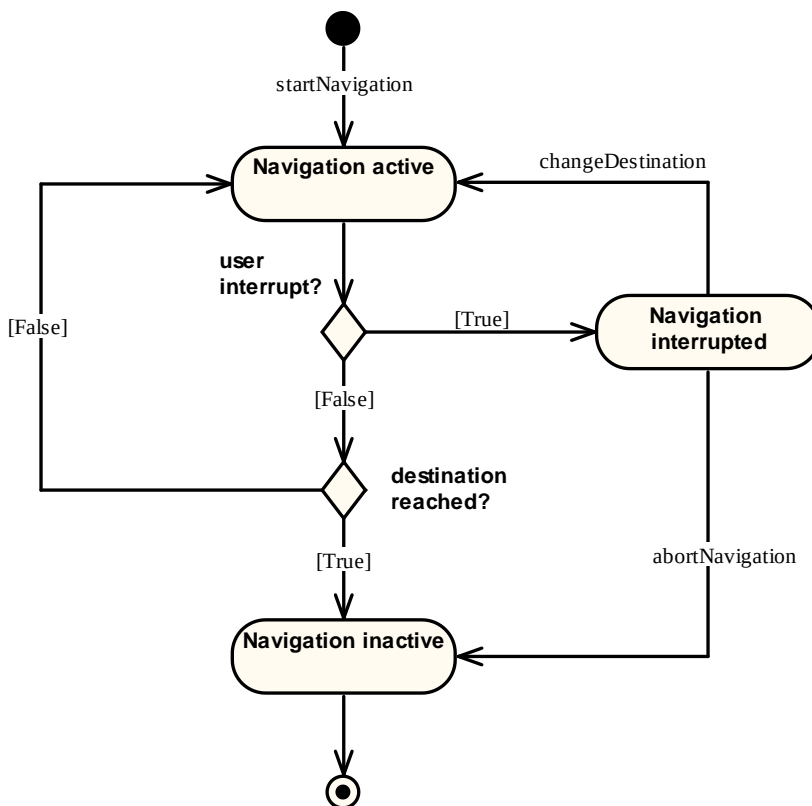 startNavigation
Navigation active
changeDestination
user
interrupt?
[False]
[True]
Navigation
interrupted
[False]
destination
reached?
[True]
abortNavigation
Navigation inactive